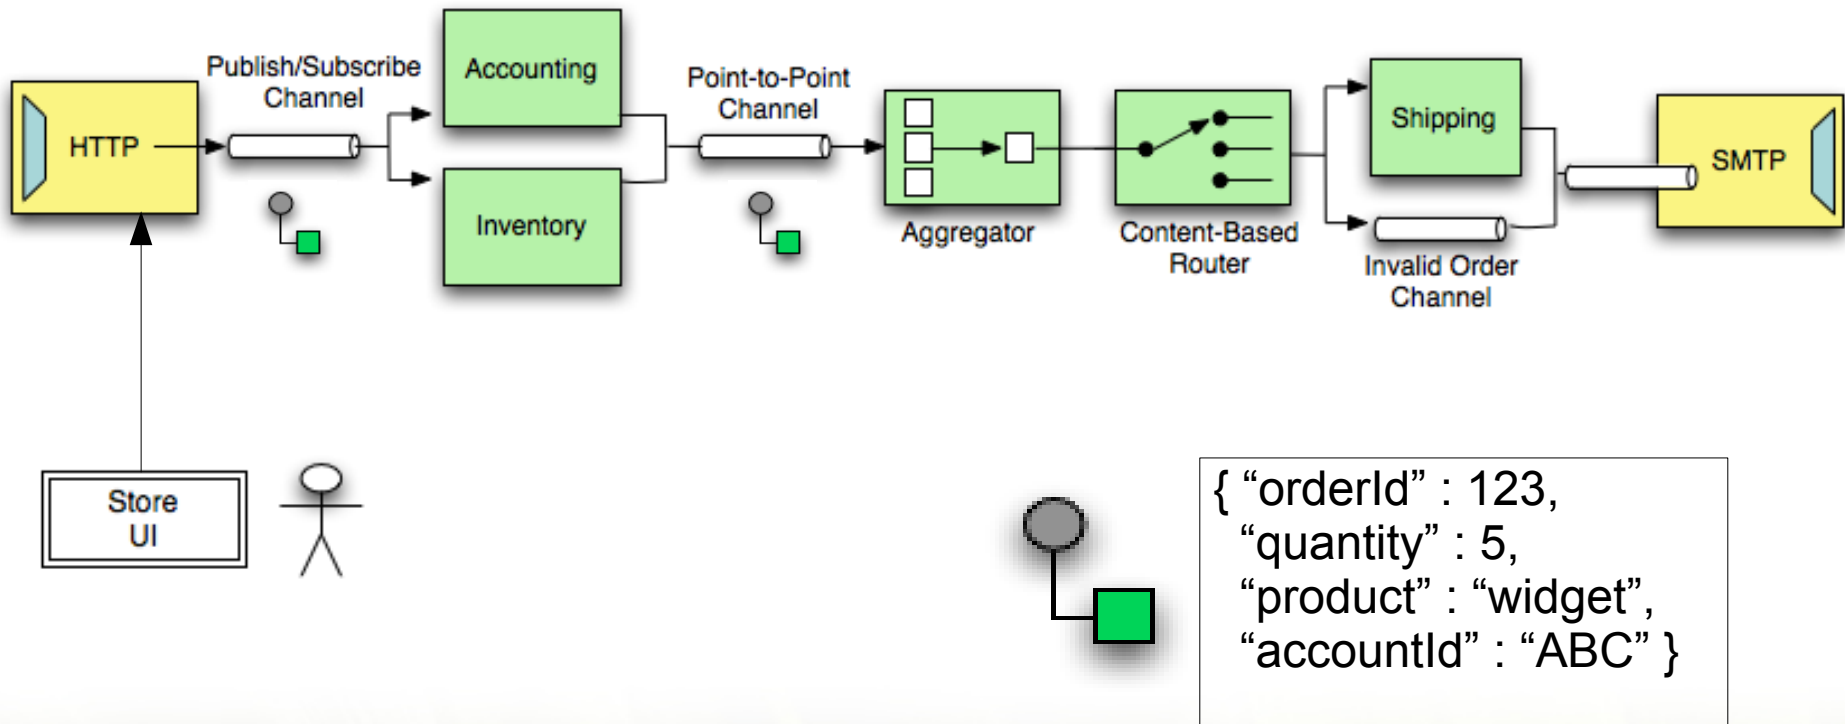 HTTP
Publish/Subscribe
Channel
Accounting
Inventory
Point-to-Point
Channel
Aggregator
Content-Based
Router
Shipping
Invalid Order
Channel
SMTP
Store
UI
{ “orderId” : 123,
“quantity” : 5,
“product” : “widget”,
“accountId” : “ABC” }